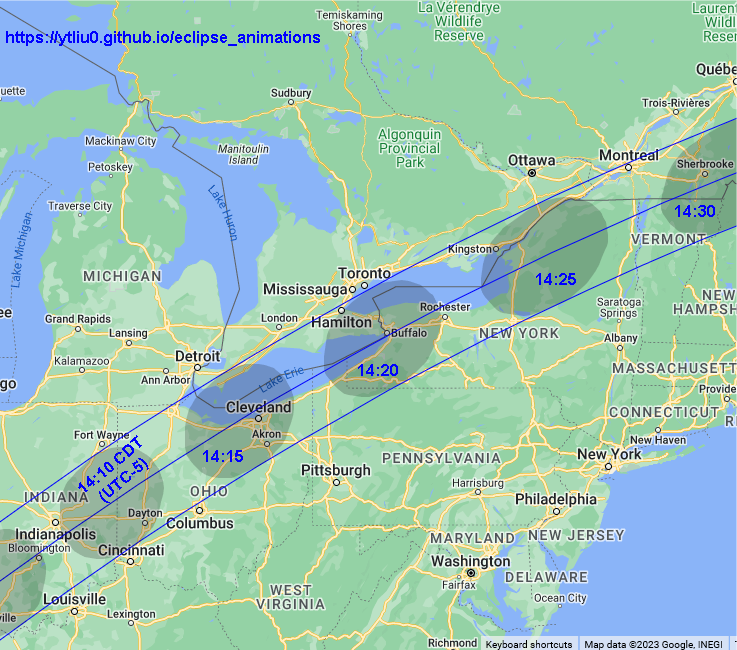 https://ytliu0.github.io/eclipse_animations
Temiskaming
Shores
La Vérendrye
Wildlife
Reserve
Laurent
Wild
Reser
Québe
uette
Sudbury
Trois-Rivières
Mackinaw City
Manitoulin
Island
Algonquin
Provincial
Park
Petoskey
Ottawa
Montreal
Sherbrooke
Traverse City
Lake Huron
Lake Michigan
14:30
Kingston
VERMONT
MICHIGAN
Toronto
Mississauga
14:25
NEW
HAMPSH
ee
Grand Rapids
London
Hamilton
Rochester
Saratoga
Springs
Lansing
Buffalo
NEW YORK
Albany
Kalamazoo
Detroit
Ann Arbor
Lake Erie
14:20
MASSACHUSETT
go
Provide
Cleveland
CONNECTICUT
R
Fort Wayne
Akron
New Haven
14:10 CDT
(UTC-5)
14:15
PENNSYLVANIA
New York
Pittsburgh
INDIANA
OHIO
Harrisburg
Philadelphia
Dayton
Columbus
Indianapolis
MARYLAND
NEW JERSEY
Bloomington
Cincinnati
Washington
DELAWARE
Fairfax
WEST
VIRGINIA
Ocean City
Louisville
ville
Lexington
Richmond
Keyboard shortcuts
Map data ©2023 Google, INEGI